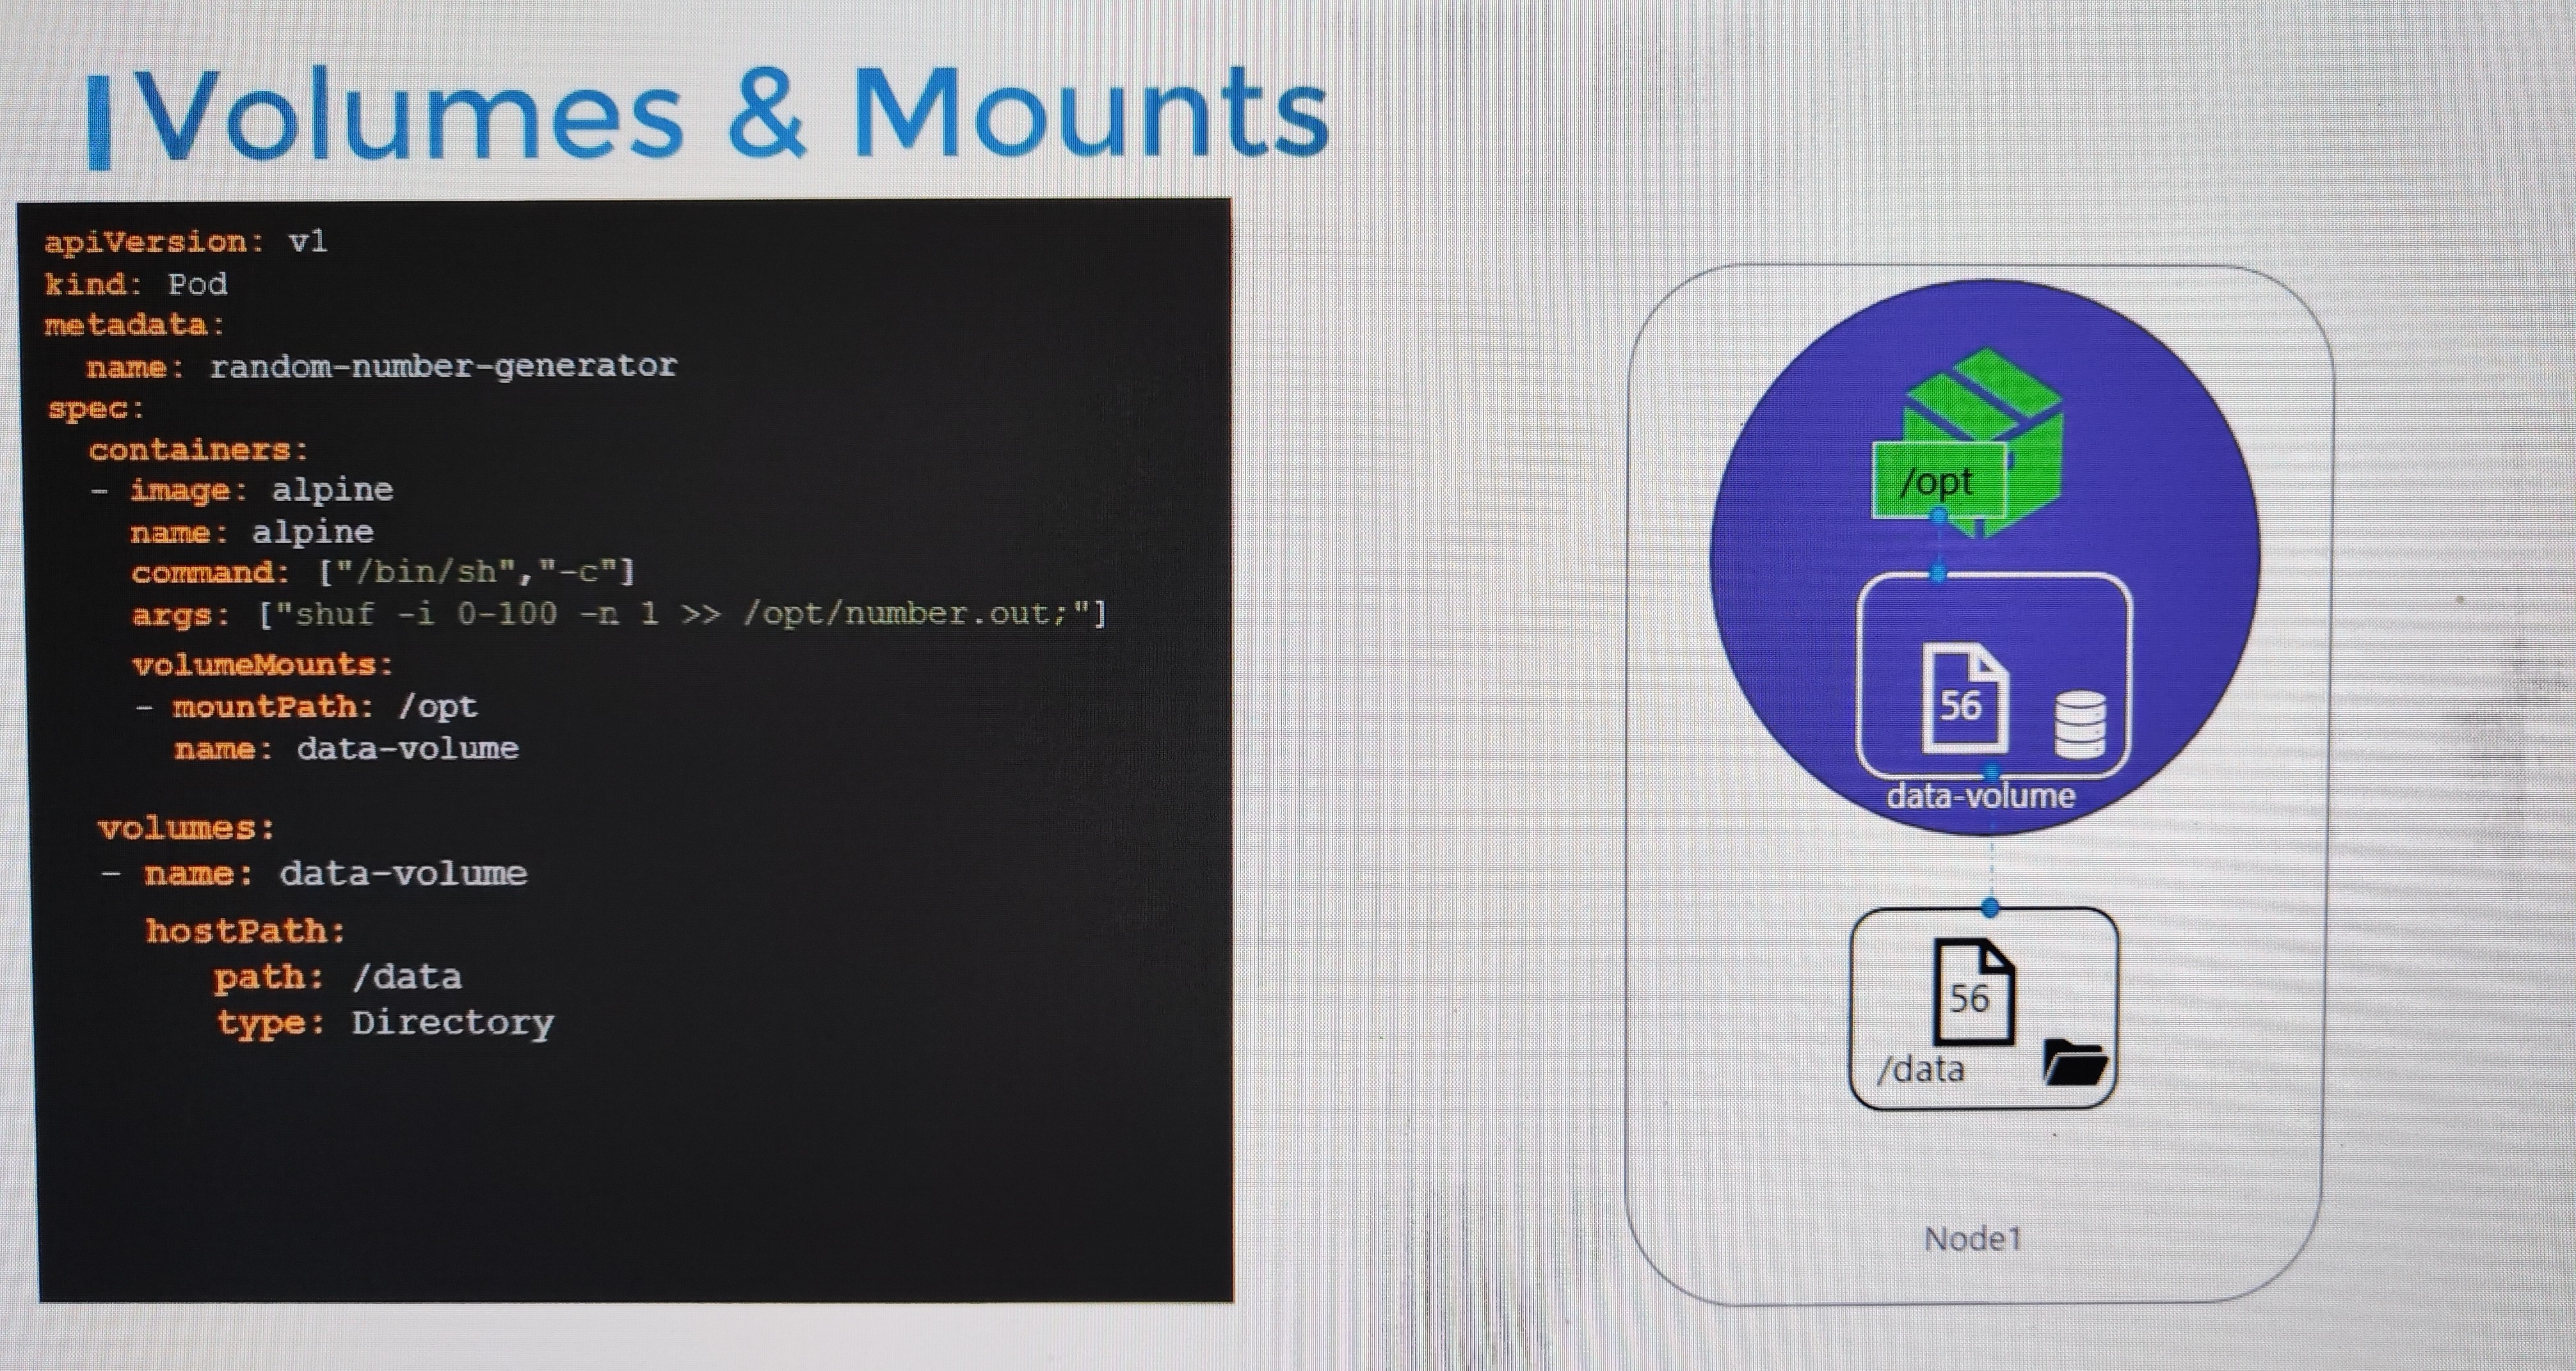 Volumes & Mounts
apiVersion: v1
kind: Pod
metadata:
  name: random-number-generator
spec:
  containers:
  - image: alpine
    name: alpine
    command: ["/bin/sh","-c"]
    args: ["shuf -i 0-100 -n 1 >> /opt/number.out;"]
    volumeMounts:
    - mountPath: /opt
      name: data-volume
  volumes:
  - name: data-volume
    hostPath:
        path: /data
        type: Directory
/opt
56
data-volume
56
/data
Node1